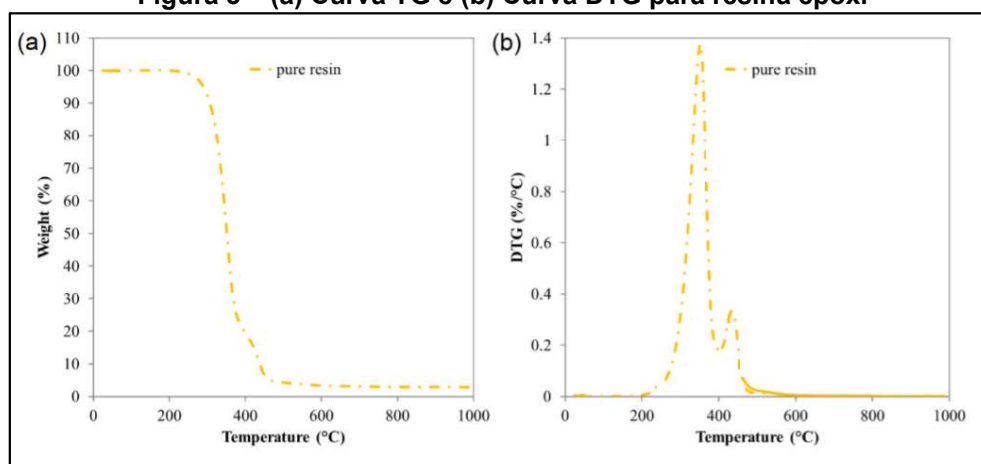 Figura – (a) Curva TG e (b) Curva DTG para resina epóxi
(a)
110
100
90
80
70
60
50
40
30
20
10
0
Weight (%)
pure resin
0 200 400 600 800 1000
Temperature (°C)
(b)
1.4
1.2
1
0.8
0.6
0.4
0.2
0
DTG (%/°C)
pure resin
0 200 400 600 800 1000
Temperature (°C)